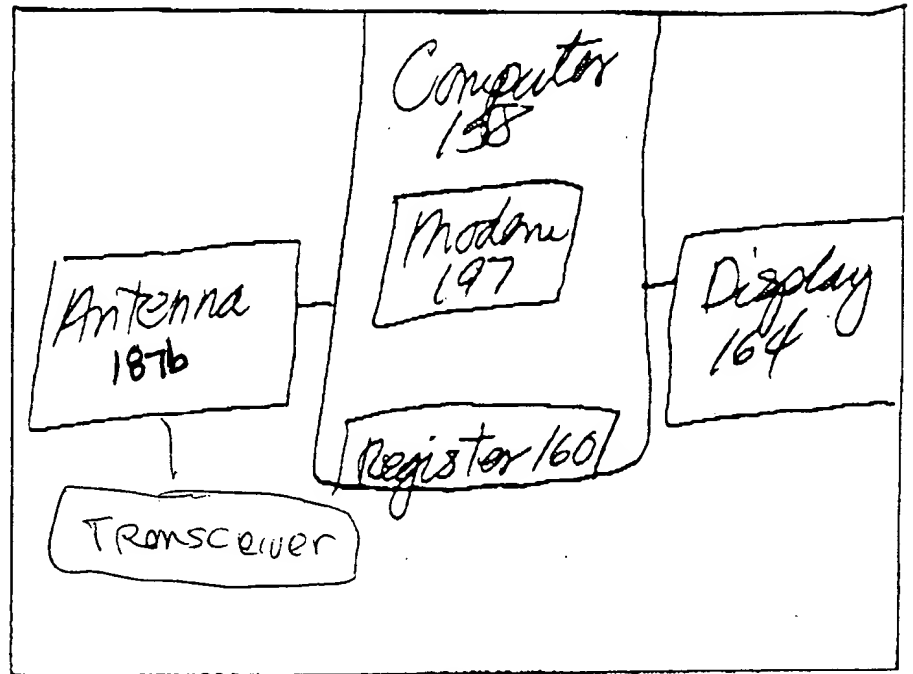 Computer
158
Modem
197
Antenna
187b
Display
164
Register 160
Transceiver